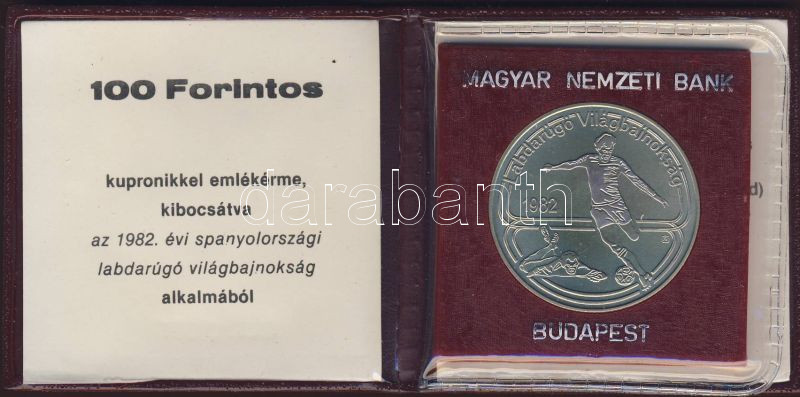 100 Forintos
kupronikkel emlékérme,
kibocsátva
az 1982. évi spanyolországi
labdarúgó világbajnokság
alkalmából
MAGYAR NEMZETI BANK
Labdarúgó Világbajnokság
1982
BUDAPEST
darabanth